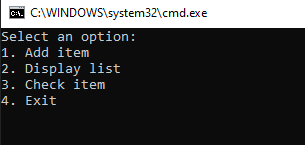 C:\WINDOWS\system32\cmd.exe
Select an option:
1. Add item
2. Display list
3. Check item
4. Exit